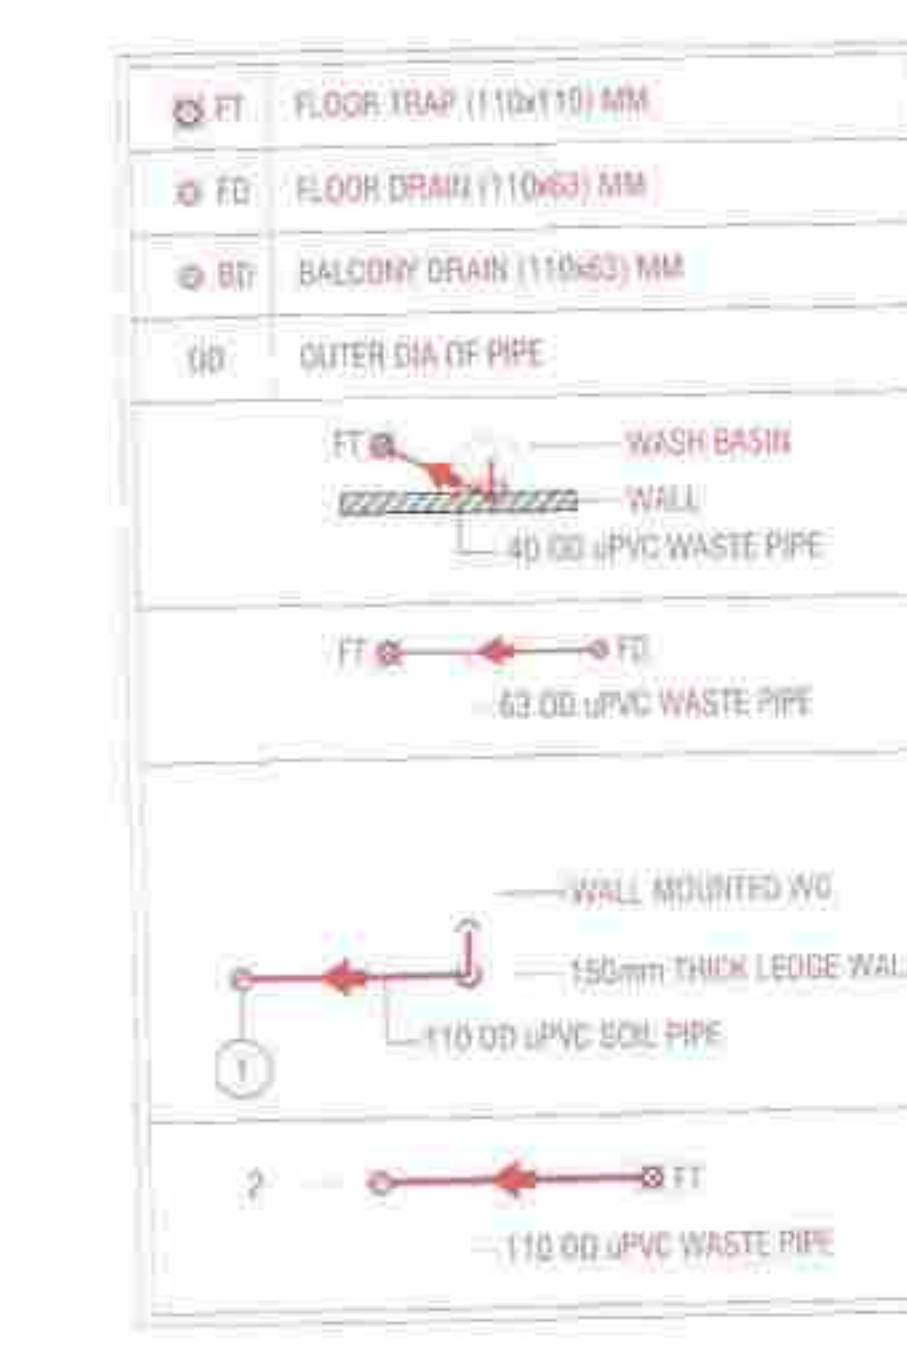 FT FLOOR TRAP (110x110) MM
FD FLOOR DRAIN (110x63) MM
BD BALCONY DRAIN (110x63) MM
OD OUTER DIA OF PIPE
FT WASH BASIN
WALL
40 OD uPVC WASTE PIPE
FT FD
63 OD uPVC WASTE PIPE
WALL MOUNTED WC
150mm THICK LEDGE WAL
110 OD uPVC SOIL PIPE
1
2 FT
110 OD uPVC WASTE PIPE